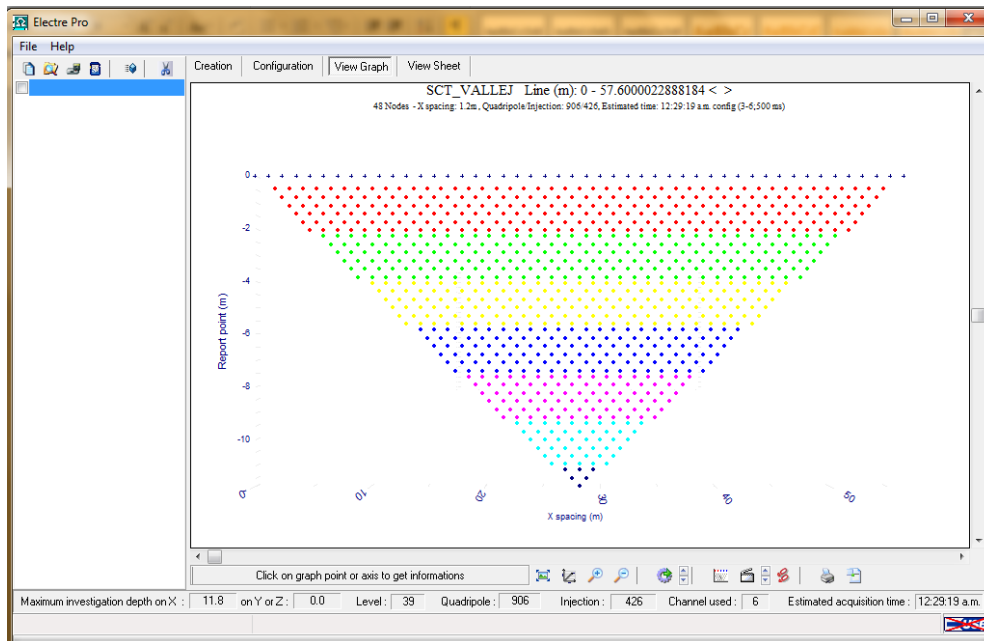 Electre Pro
File Help
Creation Configuration View Graph View Sheet
SCT_VALLEJ Line (m): 0 - 57.6000022888184 < >
48 Nodes - X spacing: 1.2m, Quadripole/Injection: 906/426, Estimated time: 12:29:19 a.m. config (3-6;500 ms)
0
-2
-4
-6
-8
-10
Report point (m)
0 10 20 30 40 50
X spacing (m)
Click on graph point or axis to get informations
Maximum investigation depth on X : 11.8 on Y or Z : 0.0 Level : 39 Quadripole : 906 Injection : 426 Channel used : 6 Estimated acquisition time : 12:29:19 a.m.